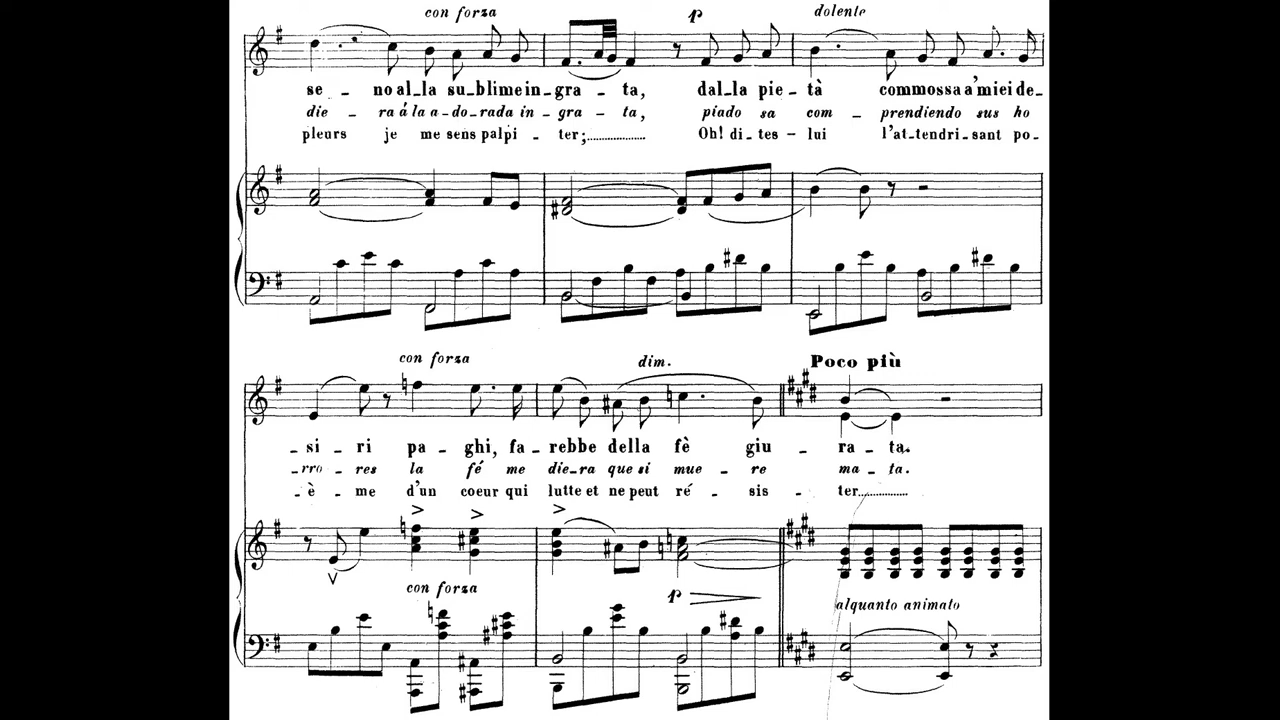 con forza p dolente
se - no al-la su-blime in-gra-ta, dal-la pie-tà commossa a'miei de-
die - ra á la a-do-rada in-gra-ta, piado sa com-prendiendo sus ho
pleurs je me sens palpi-ter;........ Oh! di-tes-lui l'at-tendri-sant po-
con forza dim. Poco più
-si-ri pa-ghi, fa-rebbe della fè giu-ra-ta.
-rro-res la fé me die-ra que si mue-re ma-ta.
-è-me d'un coeur qui lutte et ne peut ré-sis-ter........
con forza p alquanto animato